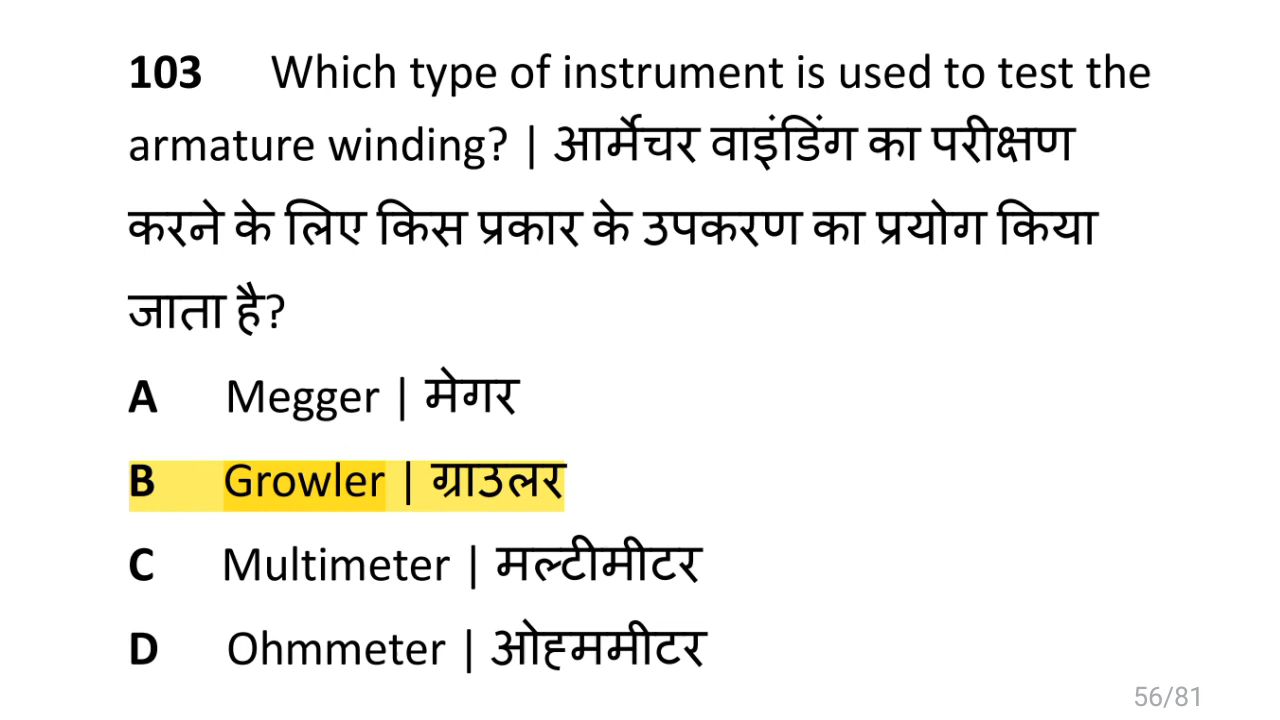 103 Which type of instrument is used to test the
armature winding? | आर्मेचर वाइंडिंग का परीक्षण
करने के लिए किस प्रकार के उपकरण का प्रयोग किया
जाता है?
A Megger | मेगर
B Growler | ग्राउलर
C Multimeter | मल्टीमीटर
D Ohmmeter | ओह्ममीटर
56/81